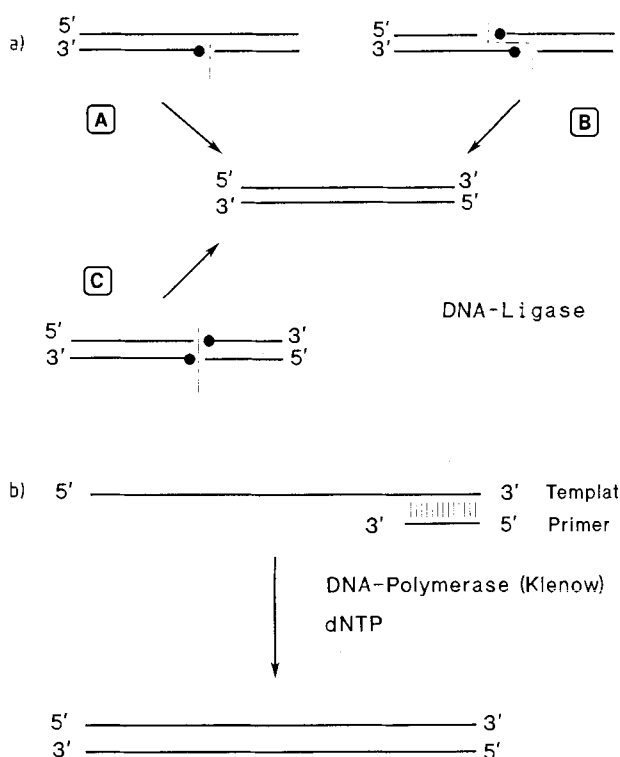 a) 5′ 5′
3′ 3′
A B
5′ 3′
3′ 5′
C
DNA-Ligase
5′ 3′
3′ 5′
b) 5′ 3′ Templat
3′ 5′ Primer
DNA-Polymerase (Klenow)
dNTP
5′ 3′
3′ 5′